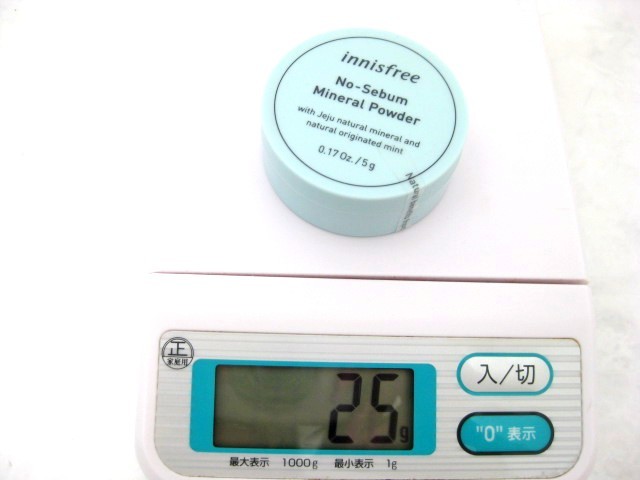 innisfree
No-Sebum
Mineral Powder
with Jeju natural mineral and
natural originated mint
0.17 Oz. / 5 g
正
家庭用
25g
入/切
"0" 表示
最大表示 1000g 最小表示 1g